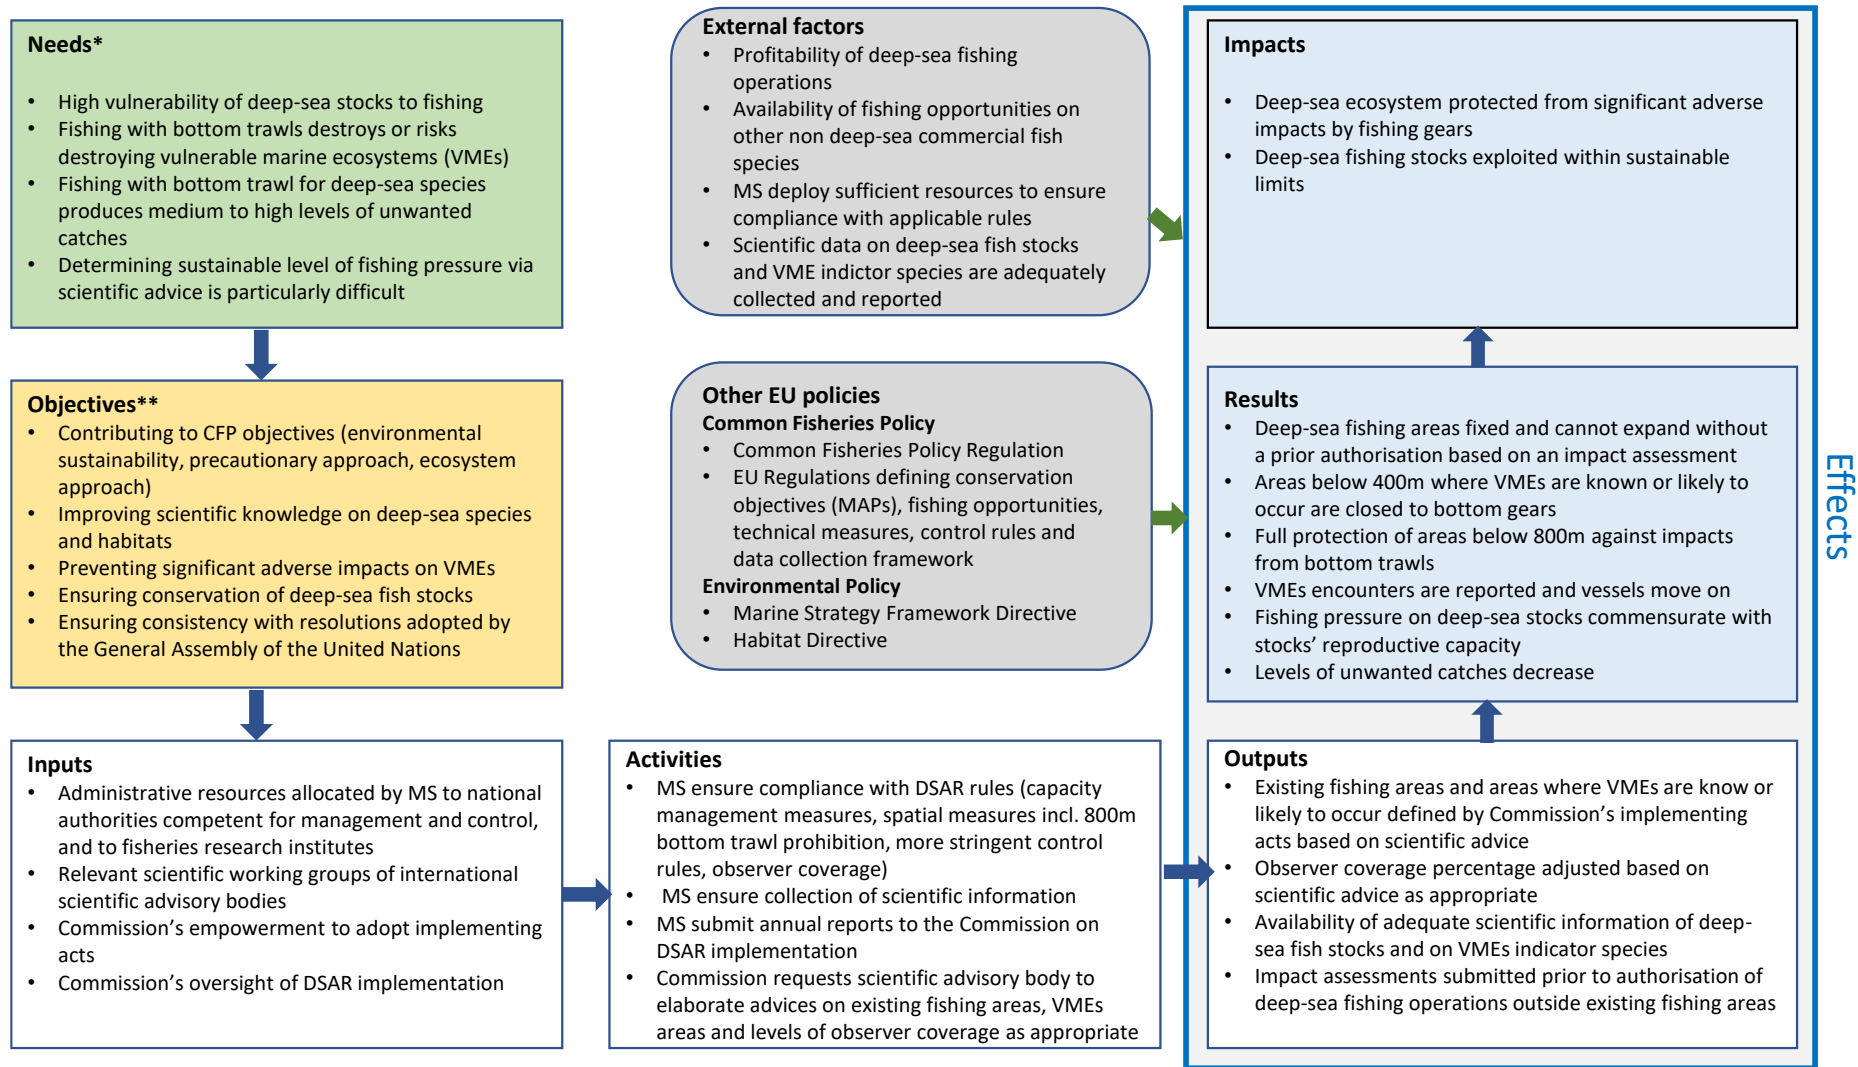 Needs*
• High vulnerability of deep-sea stocks to fishing
• Fishing with bottom trawls destroys or risks
destroying vulnerable marine ecosystems (VMEs)
• Fishing with bottom trawl for deep-sea species
produces medium to high levels of unwanted
catches
• Determining sustainable level of fishing pressure via
scientific advice is particularly difficult
Objectives**
• Contributing to CFP objectives (environmental
sustainability, precautionary approach, ecosystem
approach)
• Improving scientific knowledge on deep-sea species
and habitats
• Preventing significant adverse impacts on VMEs
• Ensuring conservation of deep-sea fish stocks
• Ensuring consistency with resolutions adopted by
the General Assembly of the United Nations
Inputs
• Administrative resources allocated by MS to national
authorities competent for management and control,
and to fisheries research institutes
• Relevant scientific working groups of international
scientific advisory bodies
• Commission's empowerment to adopt implementing
acts
• Commission's oversight of DSAR implementation
External factors
• Profitability of deep-sea fishing
operations
• Availability of fishing opportunities on
other non deep-sea commercial fish
species
• MS deploy sufficient resources to ensure
compliance with applicable rules
• Scientific data on deep-sea fish stocks
and VME indictor species are adequately
collected and reported
Other EU policies
Common Fisheries Policy
• Common Fisheries Policy Regulation
• EU Regulations defining conservation
objectives (MAPs), fishing opportunities,
technical measures, control rules and
data collection framework
Environmental Policy
• Marine Strategy Framework Directive
• Habitat Directive
Activities
• MS ensure compliance with DSAR rules (capacity
management measures, spatial measures incl. 800m
bottom trawl prohibition, more stringent control
rules, observer coverage)
• MS ensure collection of scientific information
• MS submit annual reports to the Commission on
DSAR implementation
• Commission requests scientific advisory body to
elaborate advices on existing fishing areas, VMEs
areas and levels of observer coverage as appropriate
Impacts
• Deep-sea ecosystem protected from significant adverse
impacts by fishing gears
• Deep-sea fishing stocks exploited within sustainable
limits
Results
• Deep-sea fishing areas fixed and cannot expand without
a prior authorisation based on an impact assessment
• Areas below 400m where VMEs are known or likely to
occur are closed to bottom gears
• Full protection of areas below 800m against impacts
from bottom trawls
• VMEs encounters are reported and vessels move on
• Fishing pressure on deep-sea stocks commensurate with
stocks' reproductive capacity
• Levels of unwanted catches decrease
Outputs
• Existing fishing areas and areas where VMEs are know or
likely to occur defined by Commission's implementing
acts based on scientific advice
• Observer coverage percentage adjusted based on
scientific advice as appropriate
• Availability of adequate scientific information of deep-
sea fish stocks and on VMEs indicator species
• Impact assessments submitted prior to authorisation of
deep-sea fishing operations outside existing fishing areas
Effects